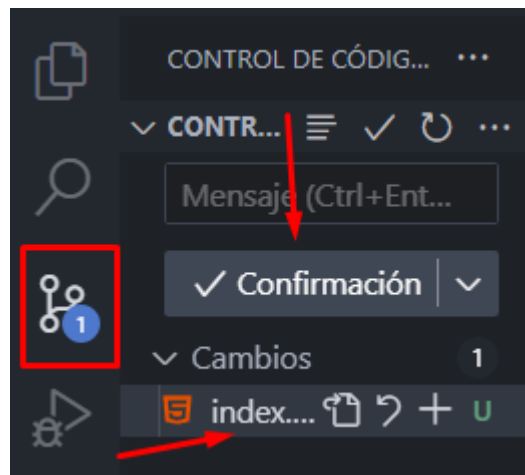 CONTROL DE CÓDIG... ···
CONTR... ···
Mensaje (Ctrl+Ent...
Confirmación
1
Cambios 1
index.... U